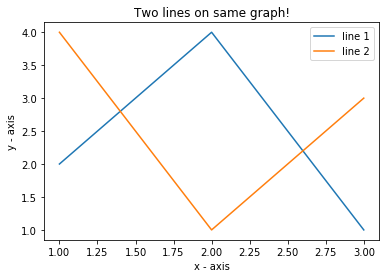 Two lines on same graph!
line 1
line 2
4.0
3.5
3.0
2.5
2.0
1.5
1.0
y - axis
1.00 1.25 1.50 1.75 2.00 2.25 2.50 2.75 3.00
x - axis